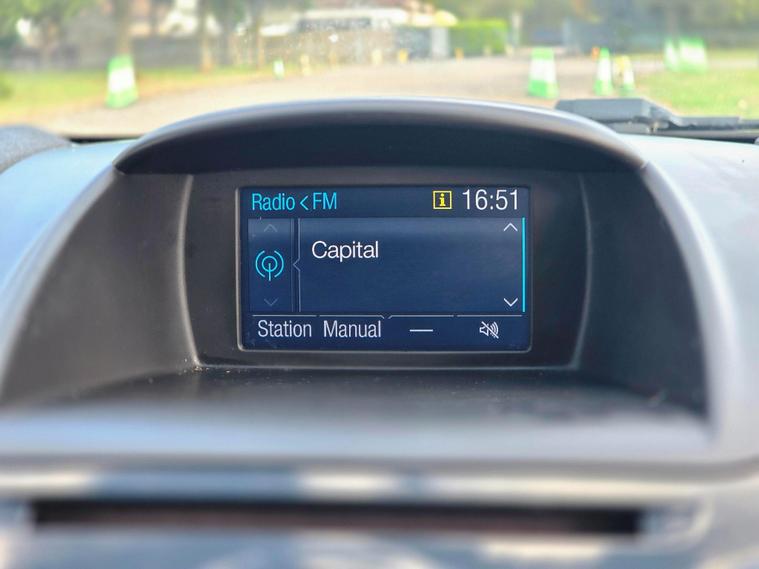 Radio < FM i 16:51
Capital
Station Manual —